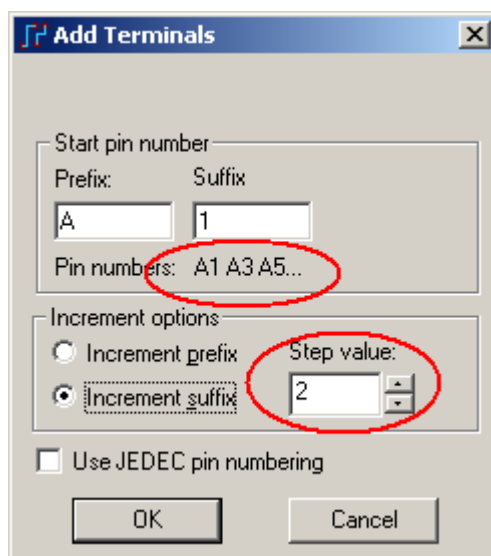 Add Terminals
Start pin number
Prefix: Suffix
A 1
Pin numbers: A1 A3 A5...
Increment options
Increment prefix Step value:
Increment suffix 2
Use JEDEC pin numbering
OK Cancel